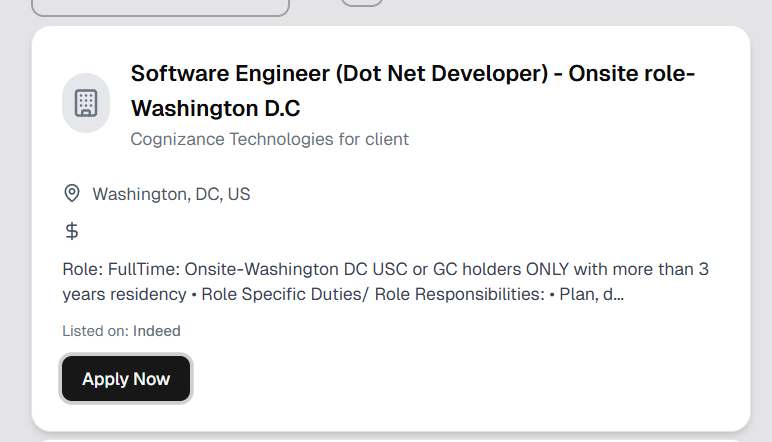 Software Engineer (Dot Net Developer) - Onsite role-
Washington D.C
Cognizance Technologies for client
Washington, DC, US
$
Role: FullTime: Onsite-Washington DC USC or GC holders ONLY with more than 3
years residency • Role Specific Duties/ Role Responsibilities: • Plan, d...
Listed on: Indeed
Apply Now